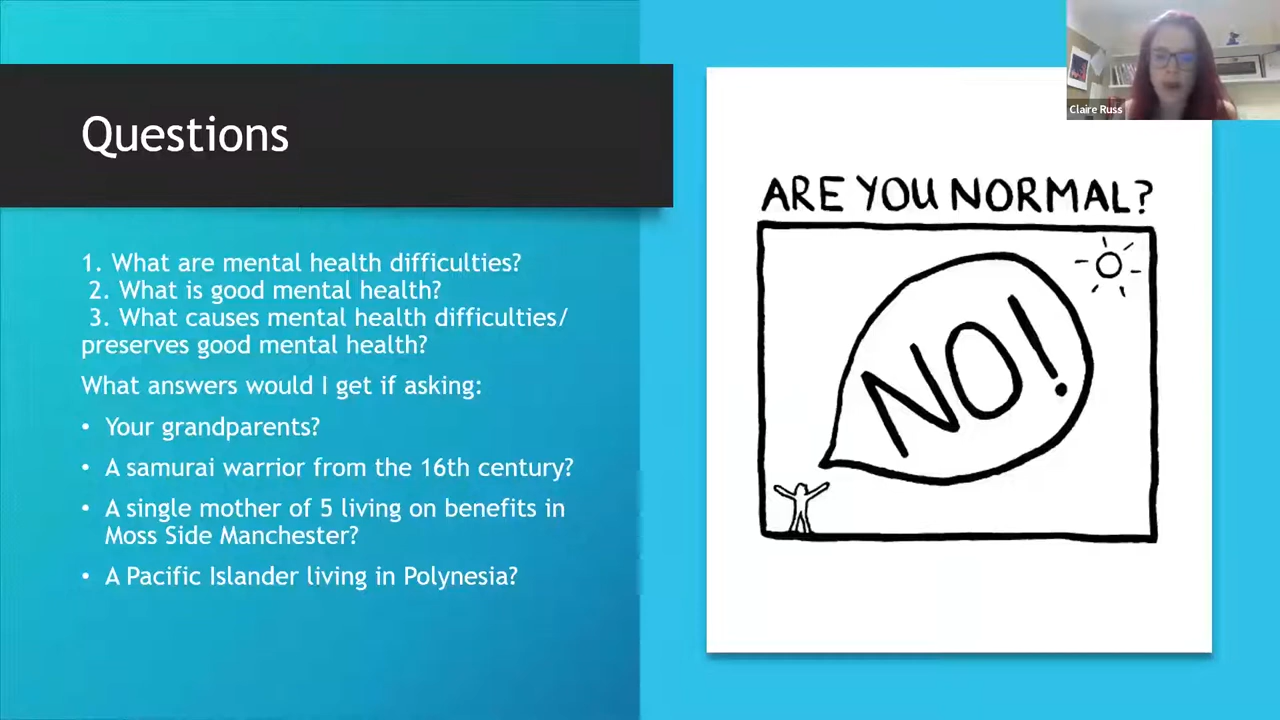 Questions
1. What are mental health difficulties?
2. What is good mental health?
3. What causes mental health difficulties/
preserves good mental health?
What answers would I get if asking:
• Your grandparents?
• A samurai warrior from the 16th century?
• A single mother of 5 living on benefits in
Moss Side Manchester?
• A Pacific Islander living in Polynesia?
Claire Russ
ARE YOU NORMAL?
NO!